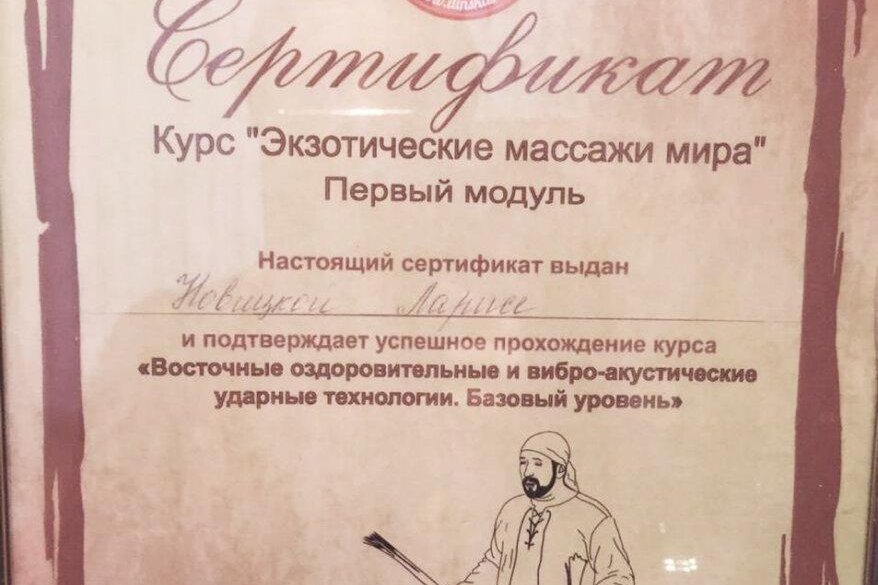 Сертификат
Курс "Экзотические массажи мира"
Первый модуль
Настоящий сертификат выдан
Новицкой Ларисе
и подтверждает успешное прохождение курса
«Восточные оздоровительные и вибро-акустические
ударные технологии. Базовый уровень»